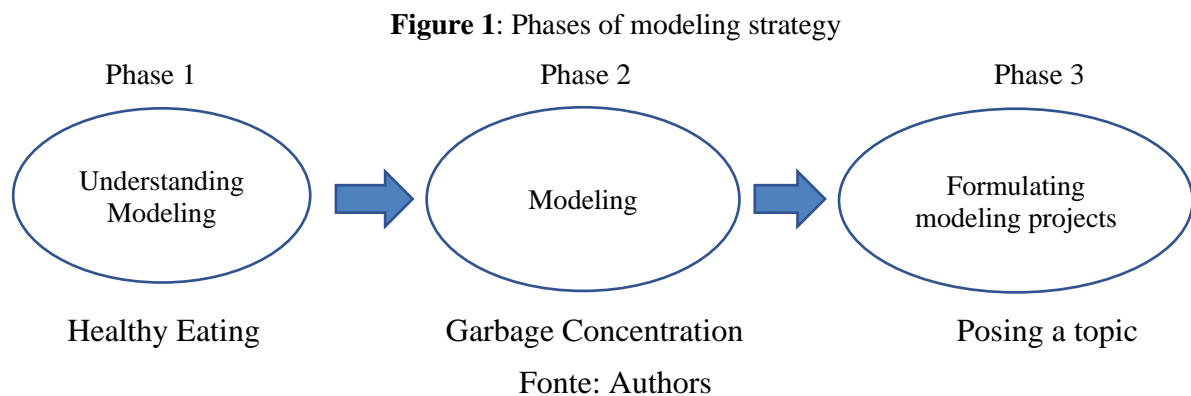 Figure 1: Phases of modeling strategy
Phase 1
Phase 2
Phase 3
Understanding
Modeling
Modeling
Formulating
modeling projects
Healthy Eating
Garbage Concentration
Posing a topic
Fonte: Authors